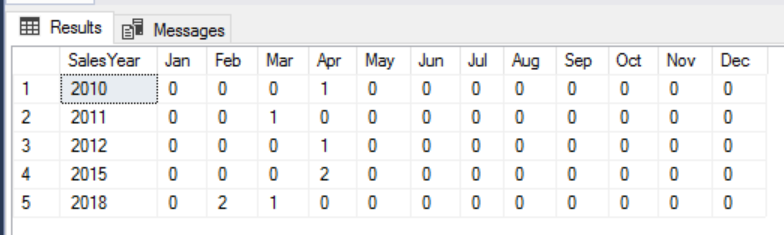 Results Messages
SalesYear Jan Feb Mar Apr May Jun Jul Aug Sep Oct Nov Dec
1 2010 0 0 0 1 0 0 0 0 0 0 0 0
2 2011 0 0 1 0 0 0 0 0 0 0 0 0
3 2012 0 0 0 1 0 0 0 0 0 0 0 0
4 2015 0 0 0 2 0 0 0 0 0 0 0 0
5 2018 0 2 1 0 0 0 0 0 0 0 0 0